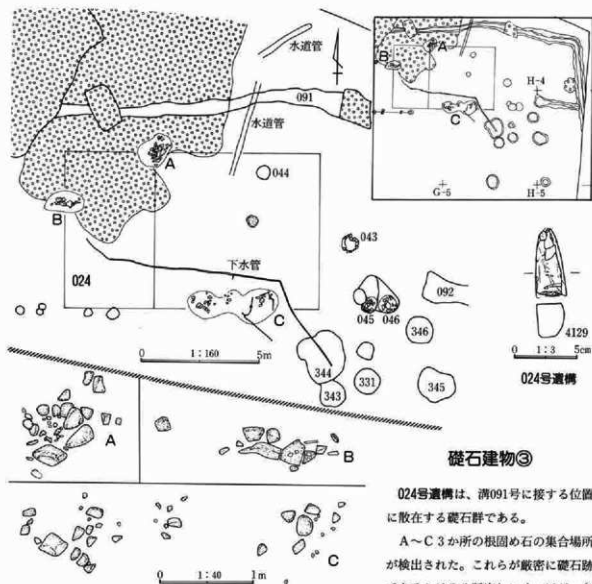 水道管
水道管
091
A
044
B
024
043
下水管
092
C
045
046
346
344
343
331
345
0 1:160 5m
A
B
C
H-4
G-5
H-5
4129
0 1:3 5cm
024号遺構
A
B
C
0 1:40 1m
礎石建物③
024号遺構は、溝091号に接する位置
に散在する礎石群である。
A～C3か所の根固め石の集合場所
が検出された。これらが厳密に礎石跡